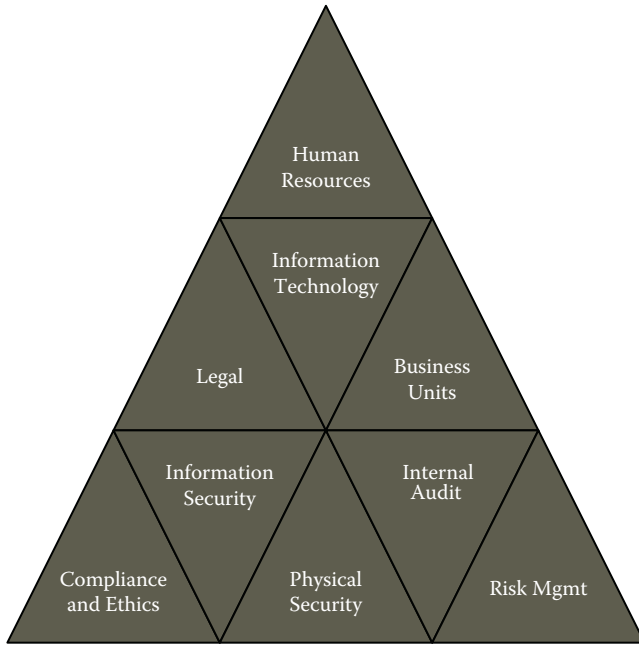 Human
Resources
Information
Technology
Legal
Business
Units
Information
Security
Internal
Audit
Compliance
and Ethics
Physical
Security
Risk Mgmt